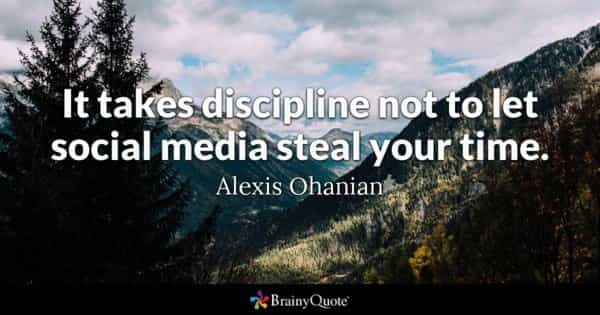 It takes discipline not to let
social media steal your time.
Alexis Ohanian
BrainyQuote